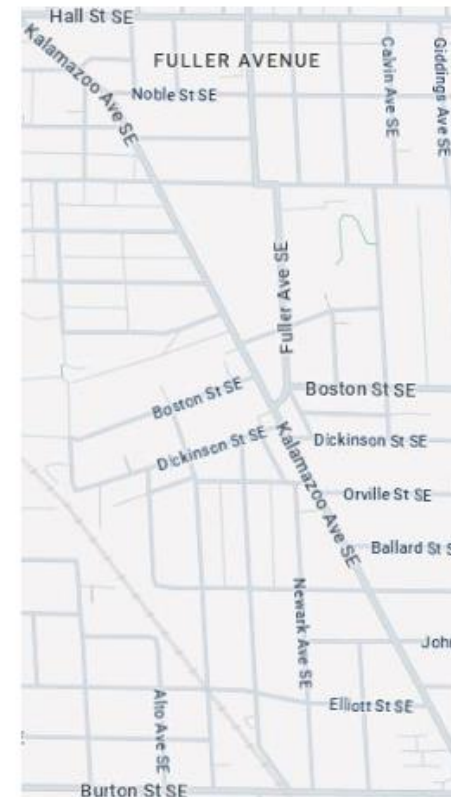 Hall St SE
Kalamazoo Ave SE
FULLER AVENUE
Calvin Ave SE
Giddings Ave SE
Noble St SE
Fuller Ave SE
Boston St SE
Boston St SE
Dickinson St SE
Dickinson St SE
Kalamazoo Ave SE
Orville St SE
Ballard St S
Newark Ave SE
John
Elliott St SE
Alto Ave SE
Burton St SE